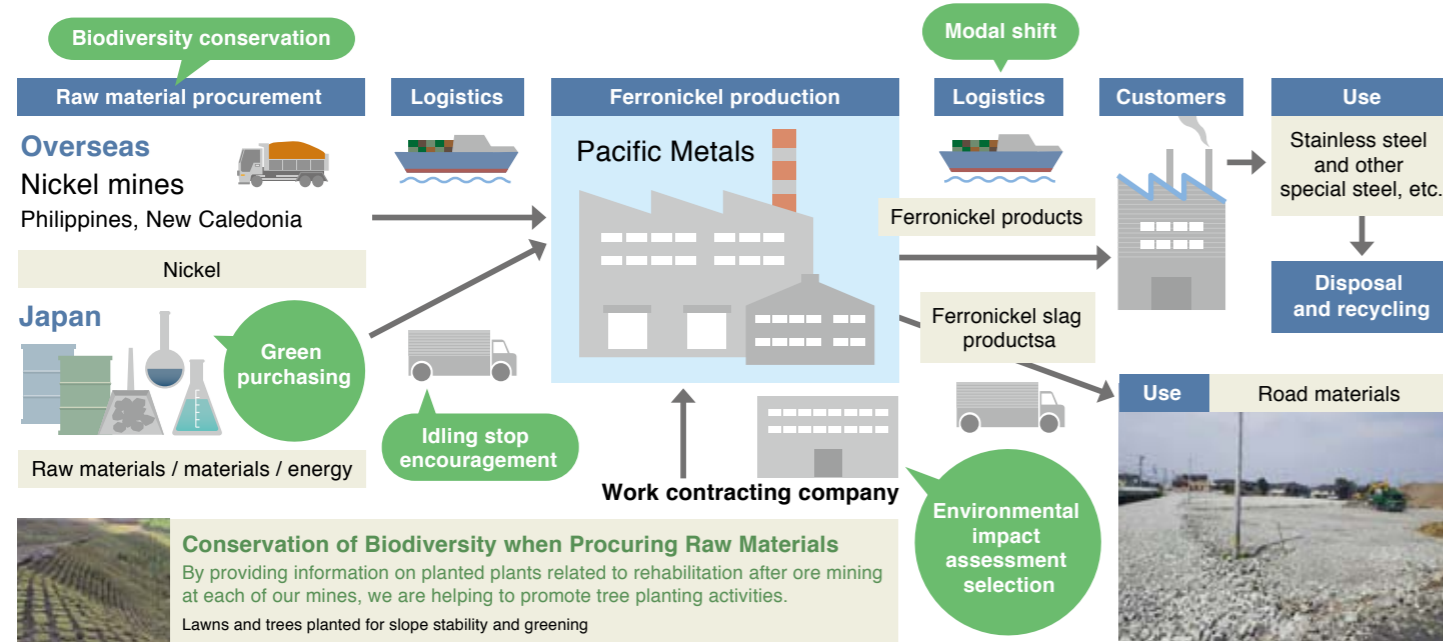 Biodiversity conservation
Modal shift
Raw material procurement
Logistics
Ferronickel production
Logistics
Customers
Use
Overseas
Nickel mines
Philippines, New Caledonia
Nickel
Pacific Metals
Ferronickel products
Stainless steel
and other
special steel, etc.
Disposal
and recycling
Japan
Green
purchasing
Raw materials / materials / energy
Idling stop
encouragement
Ferronickel slag
productsa
Work contracting company
Environmental
impact
assessment
selection
Use
Road materials
Conservation of Biodiversity when Procuring Raw Materials
By providing information on planted plants related to rehabilitation after ore mining
at each of our mines, we are helping to promote tree planting activities.
Lawns and trees planted for slope stability and greening